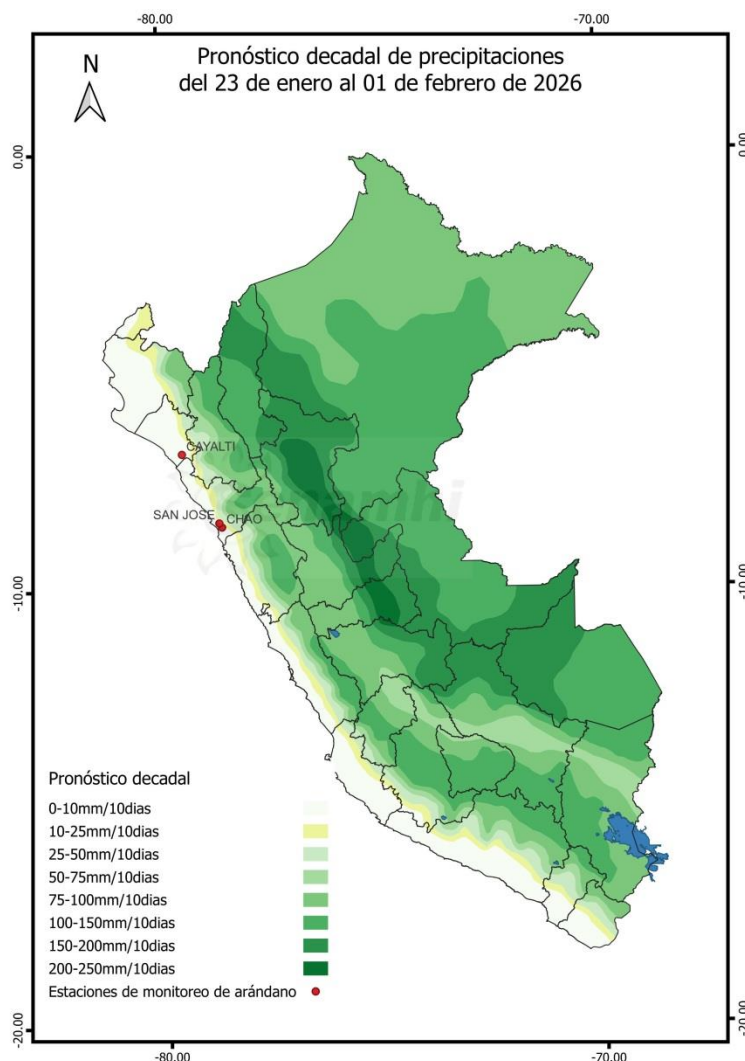 -80.00
-70.00
Pronóstico decadal de precipitaciones
del 23 de enero al 01 de febrero de 2026
N
0.00
0.00
CAYALTI
SAN JOSE
CHAO
senamhi
-10.00
-10.00
Pronóstico decadal
0-10mm/10dias
10-25mm/10dias
25-50mm/10dias
50-75mm/10dias
75-100mm/10dias
100-150mm/10dias
150-200mm/10dias
200-250mm/10dias
Estaciones de monitoreo de arándano
-20.00
-20.00
-80.00
-70.00